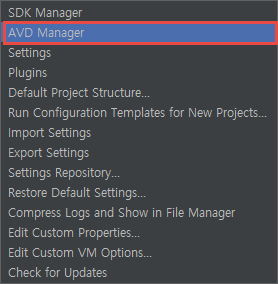 SDK Manager
AVD Manager
Settings
Plugins
Default Project Structure...
Run Configuration Templates for New Projects...
Import Settings
Export Settings
Settings Repository...
Restore Default Settings...
Compress Logs and Show in File Manager
Edit Custom Properties...
Edit Custom VM Options...
Check for Updates